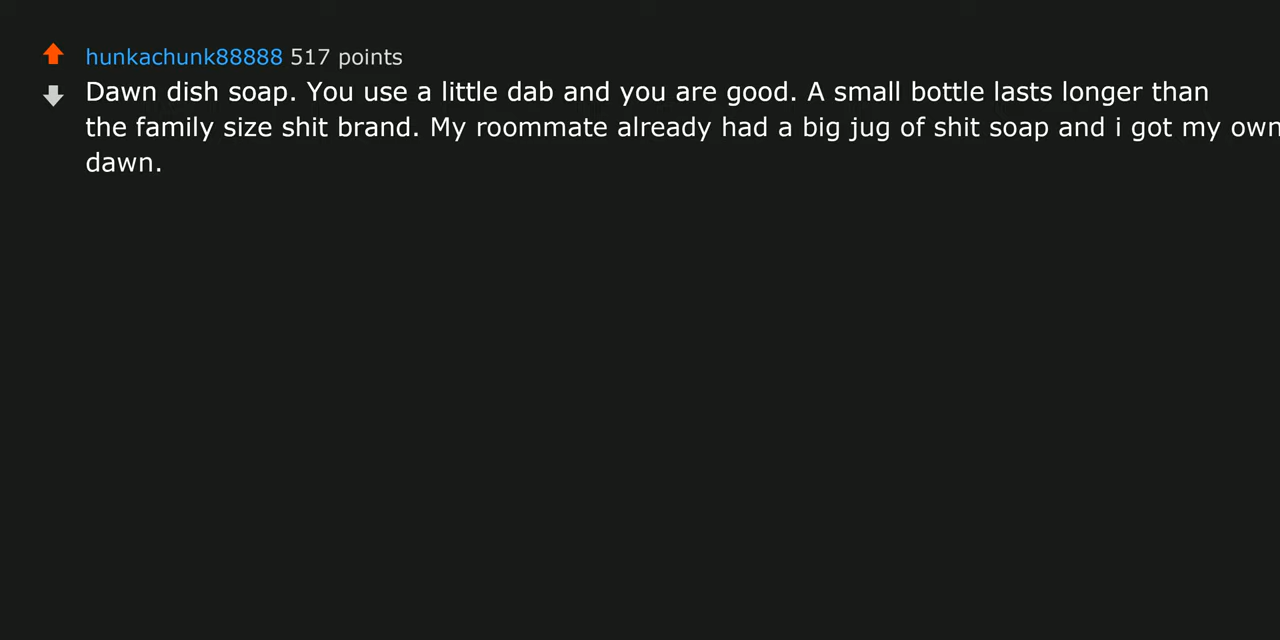 hunkachunk88888 517 points
Dawn dish soap. You use a little dab and you are good. A small bottle lasts longer than
the family size shit brand. My roommate already had a big jug of shit soap and i got my own
dawn.